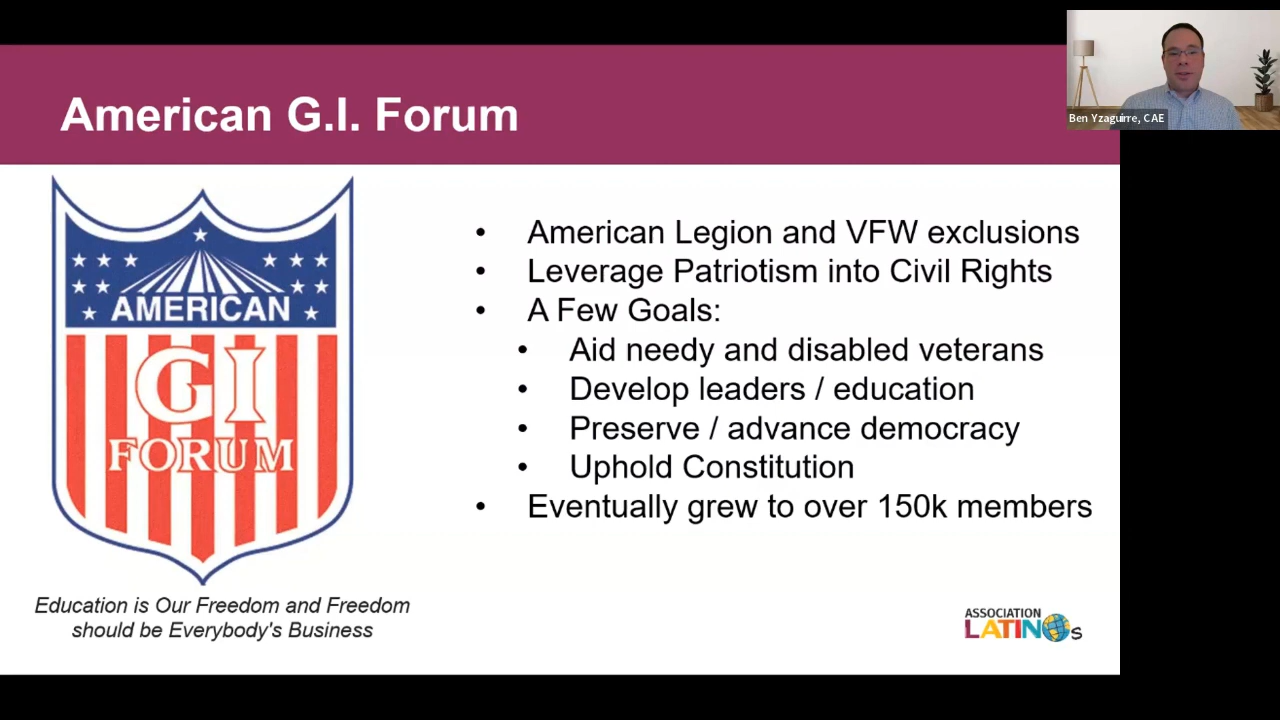 American G.I. Forum
Ben Yzaguirre, CAE
AMERICAN
GI
FORUM
• American Legion and VFW exclusions
• Leverage Patriotism into Civil Rights
• A Few Goals:
• Aid needy and disabled veterans
• Develop leaders / education
• Preserve / advance democracy
• Uphold Constitution
• Eventually grew to over 150k members
Education is Our Freedom and Freedom
should be Everybody's Business
ASSOCIATION
LATINOs